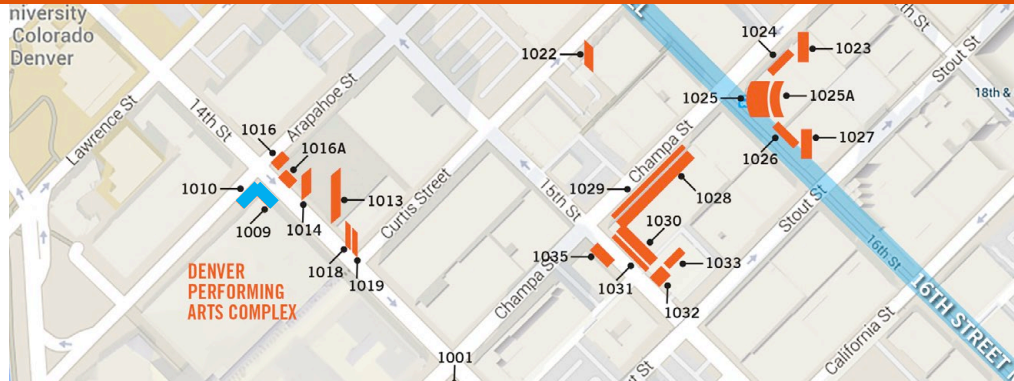 niversity
Colorado
Denver
Lawrence St
14th St
Arapahoe St
1016
1016A
1010
1009
1014
1013
1018
1019
Curtis Street
DENVER
PERFORMING
ARTS COMPLEX
1001
1022
15th St
Champa St
Champa St
1029
1028
1030
1035
1031
1033
1032
1024
1023
1025
1025A
1026
1027
Stout St
Stout St
18th &
16th St
16TH STREET
California St